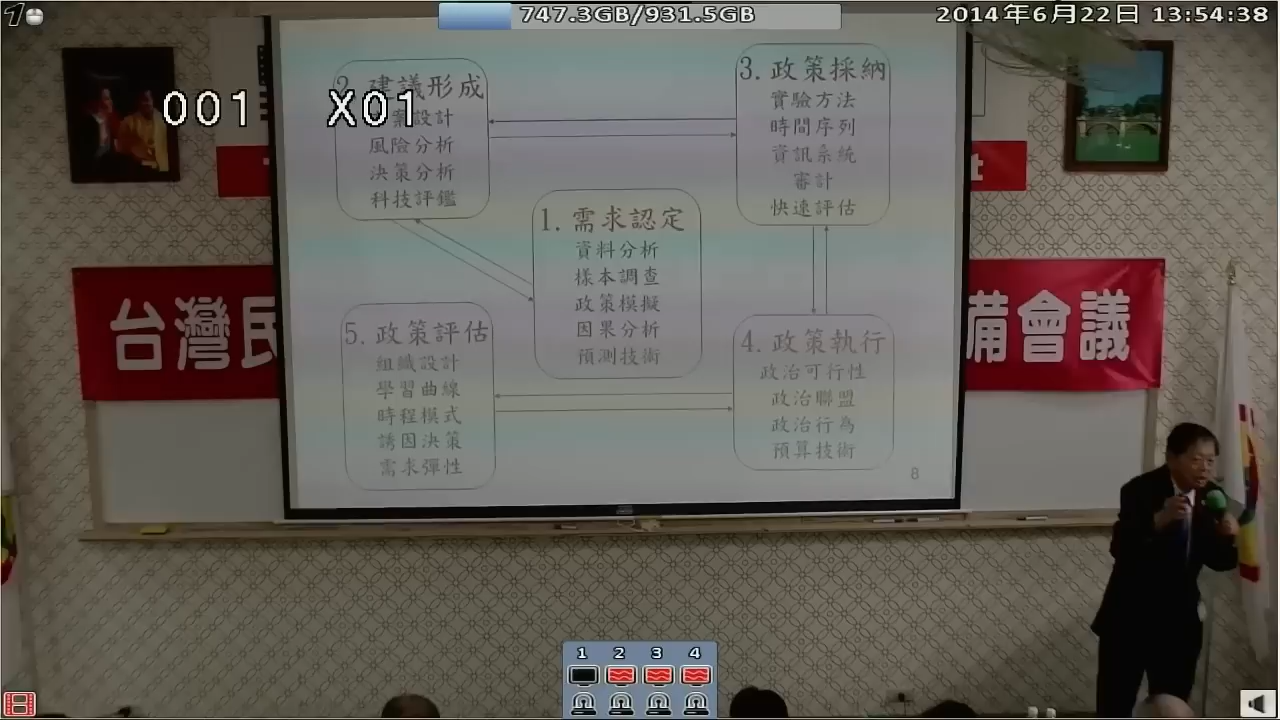 747.3GB/931.5GB
2014年6月22日 13:54:38
001
X01
2. 建議形成
案設計
風險分析
決策分析
科技評鑑
3. 政策採納
實驗方法
時間序列
資訊系統
審計
快速評估
1. 需求認定
資料分析
樣本調查
政策模擬
因果分析
預測技術
5. 政策評估
組織設計
學習曲線
時程模式
誘因決策
需求彈性
4. 政策執行
政治可行性
政治聯盟
政治行為
預算技術
8
台灣民
備會議
1 2 3 4